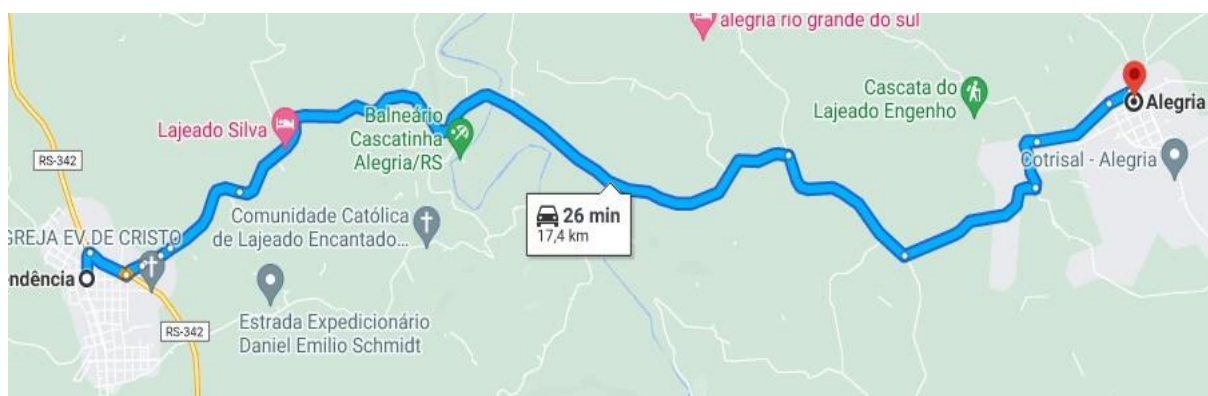 alegria rio grande do sul
Cascata do
Lajeado Engenho
Alegria
Balneário
Cascatinha
Alegria/RS
Lajeado Silva
RS-342
Cotrisal - Alegria
26 min
17,4 km
Comunidade Católica
de Lajeado Encantado...
GREJA EV.DE CRISTO
ndência
Estrada Expedicionário
Daniel Emilio Schmidt
RS-342